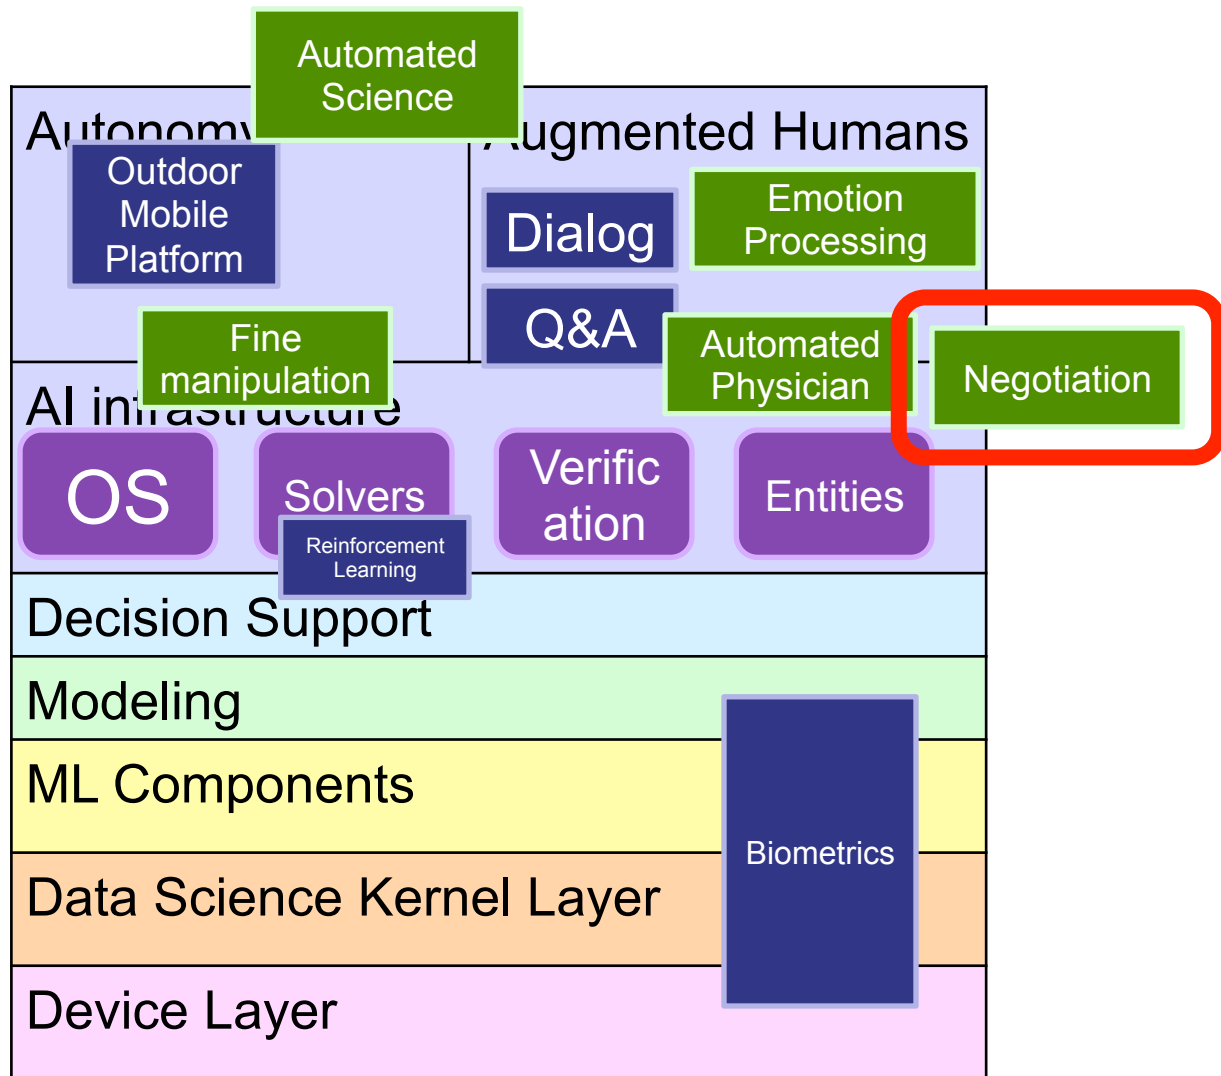 Automated
Science
Autonomy
Augmented Humans
Outdoor
Mobile
Platform
Dialog
Emotion
Processing
Q&A
Fine
manipulation
Automated
Physician
Negotiation
AI infrastructure
OS
Solvers
Verific
ation
Entities
Reinforcement
Learning
Decision Support
Modeling
ML Components
Biometrics
Data Science Kernel Layer
Device Layer